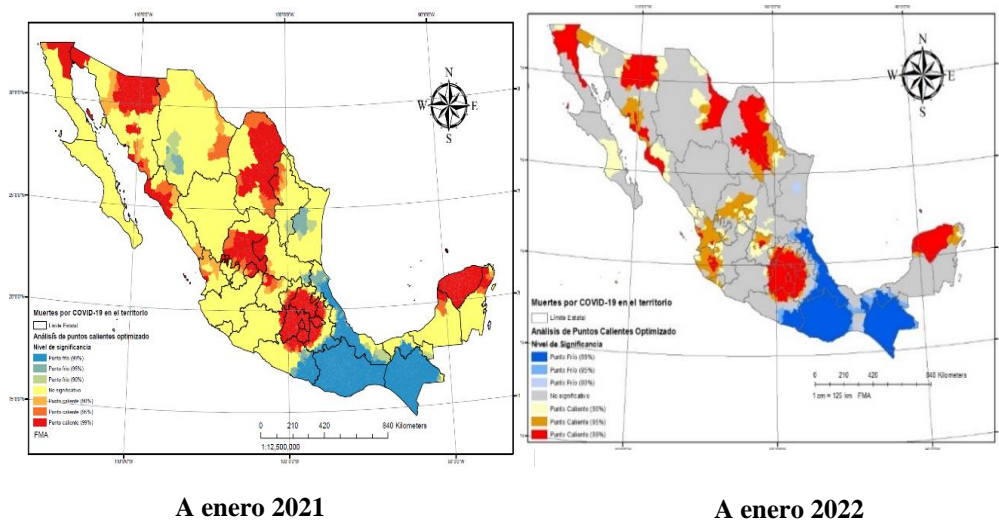 N
W E
S
Muertes por COVID-19 en el territorio
Límite Estatal
Análisis de puntos calientes optimizado
Nivel de significancia
Punto frío (99%)
Punto frío (95%)
Punto frío (90%)
No significativo
Punto caliente (90%)
Punto caliente (95%)
Punto caliente (99%)
FMA
0 210 420 840 Kilometers
1:12,500,000
A enero 2021
N
W E
S
Muertes por COVID-19 en el territorio
Límite Estatal
Análisis de Puntos Calientes Optimizado
Nivel de Significancia
Punto Frío (99%)
Punto Frío (95%)
Punto Frío (90%)
No significativo
Punto Caliente (90%)
Punto Caliente (95%)
Punto Caliente (99%)
0 210 420 840 Kilometers
1 cm = 125 km FMA
A enero 2022